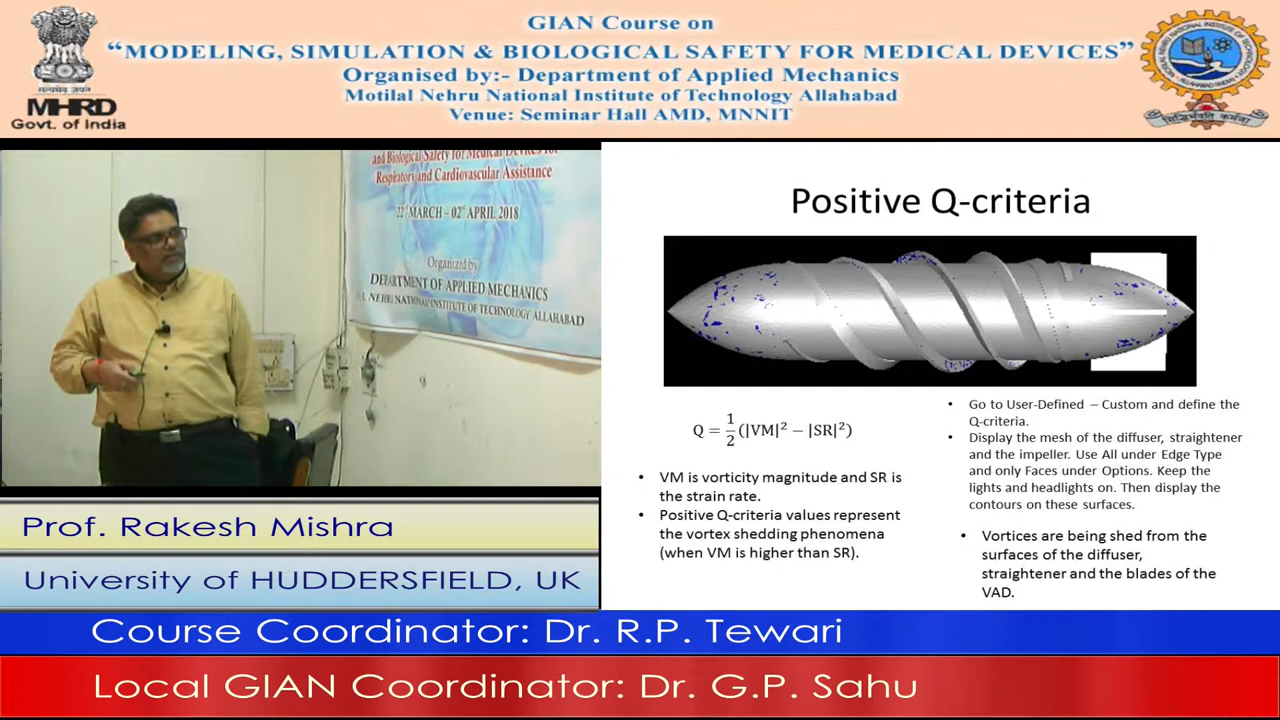 GIAN Course on
“MODELING, SIMULATION & BIOLOGICAL SAFETY FOR MEDICAL DEVICES”
Organised by:- Department of Applied Mechanics
Motilal Nehru National Institute of Technology Allahabad
Venue: Seminar Hall AMD, MNNIT
सत्यमेव जयते
MHRD
Govt. of India
and Biological Safety for Medical Devices for
Respiratory and Cardiovascular Assistance
22 MARCH – 02 APRIL 2018
Organized by
DEPARTMENT OF APPLIED MECHANICS
NEHRU NATIONAL INSTITUTE OF TECHNOLOGY ALLAHABAD
Positive Q-criteria
Q = 1/2 (|VM|² − |SR|²)
• VM is vorticity magnitude and SR is
the strain rate.
• Positive Q-criteria values represent
the vortex shedding phenomena
(when VM is higher than SR).
• Go to User-Defined – Custom and define the
Q-criteria.
• Display the mesh of the diffuser, straightener
and the impeller. Use All under Edge Type
and only Faces under Options. Keep the
lights and headlights on. Then display the
contours on these surfaces.
• Vortices are being shed from the
surfaces of the diffuser,
straightener and the blades of the
VAD.
Prof. Rakesh Mishra
University of HUDDERSFIELD, UK
Course Coordinator: Dr. R.P. Tewari
Local GIAN Coordinator: Dr. G.P. Sahu